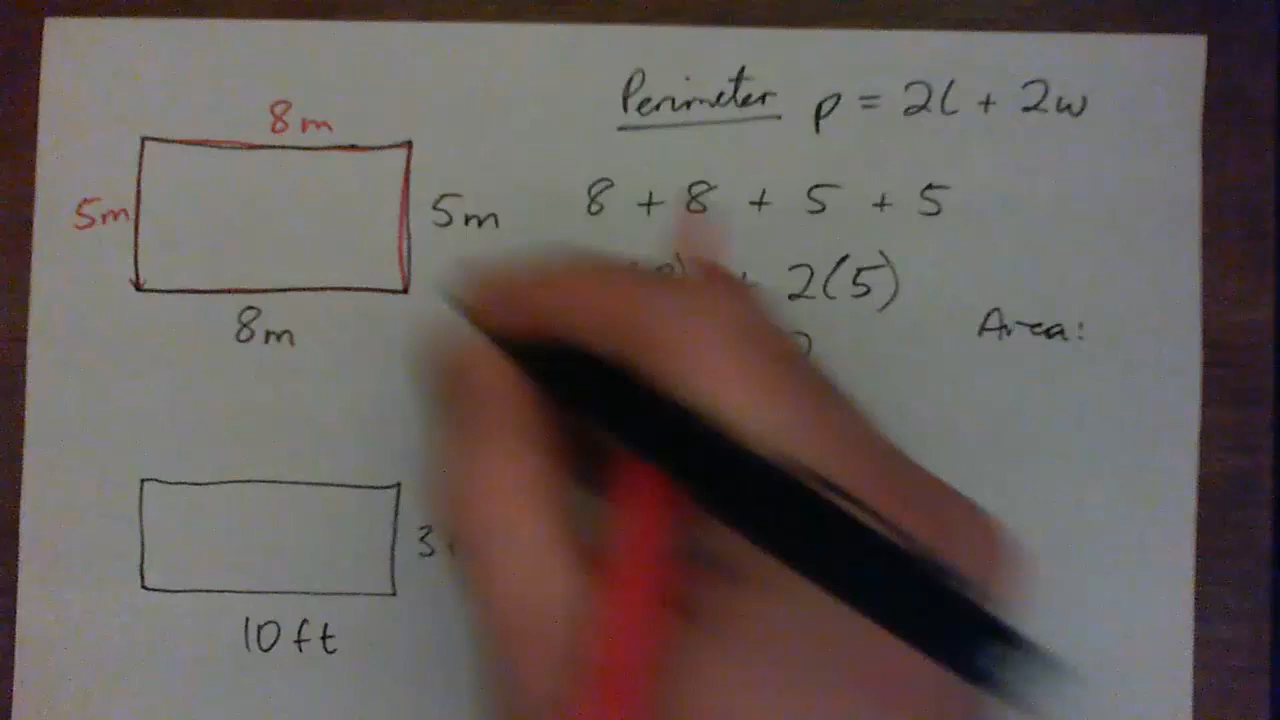 8m
Perimeter p = 2l + 2w
5m
5m
8 + 8 + 5 + 5
8m
+ 2(5)
Area:
3
10ft